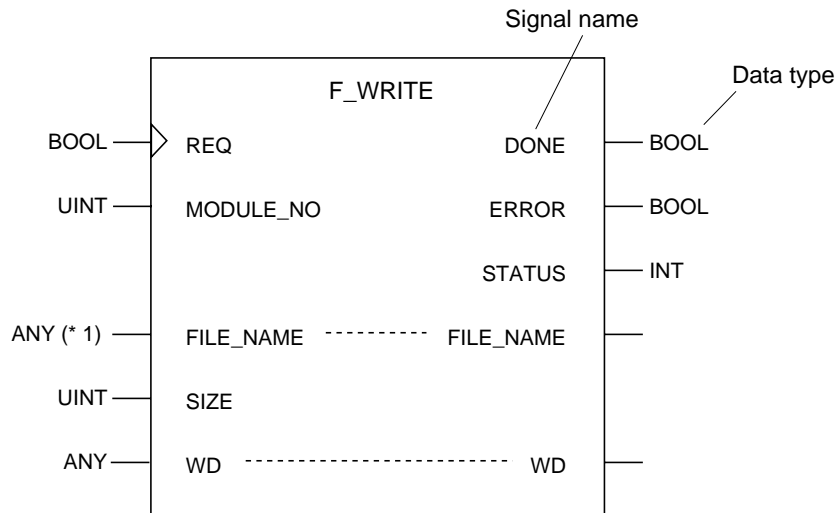 Signal name
Data type
F_WRITE
BOOL REQ DONE BOOL
UINT MODULE_NO ERROR BOOL
STATUS INT
ANY (* 1) FILE_NAME FILE_NAME
UINT SIZE
ANY WD WD